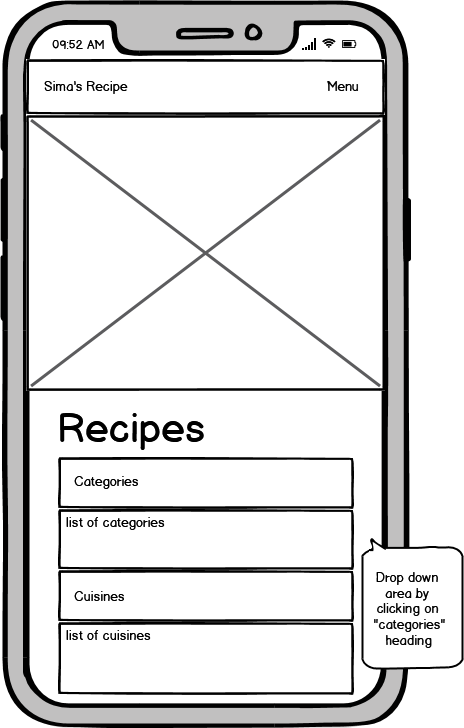 09:52 AM
Sima's Recipe Menu
Recipes
Categories
list of categories
Cuisines
list of cuisines
Drop down
area by
clicking on
"categories"
heading